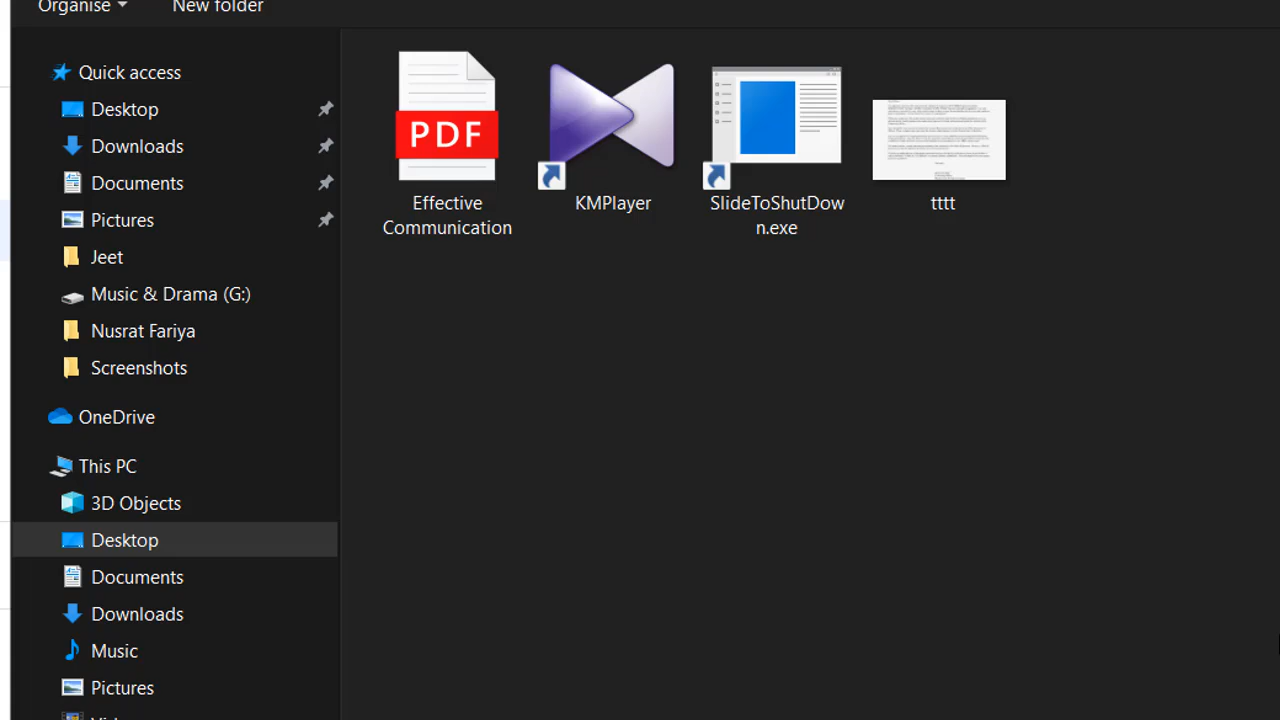 Organise
New folder
Quick access
Desktop
Downloads
Documents
Pictures
Jeet
Music & Drama (G:)
Nusrat Fariya
Screenshots
OneDrive
This PC
3D Objects
Desktop
Documents
Downloads
Music
Pictures
PDF
Effective
Communication
KMPlayer
SlideToShutDow
n.exe
tttt